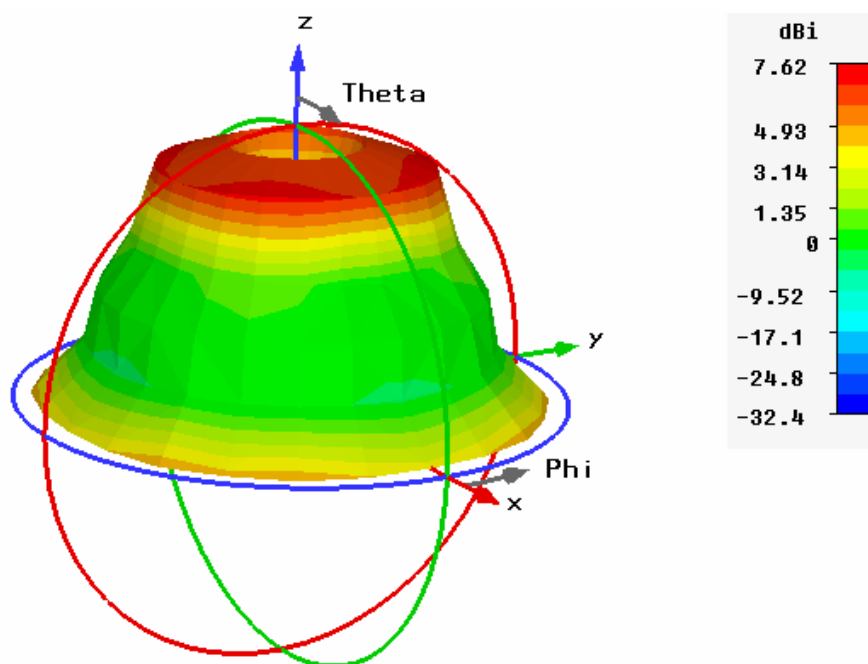 z
Theta
y
Phi
x
dBi
7.62
4.93
3.14
1.35
0
-9.52
-17.1
-24.8
-32.4